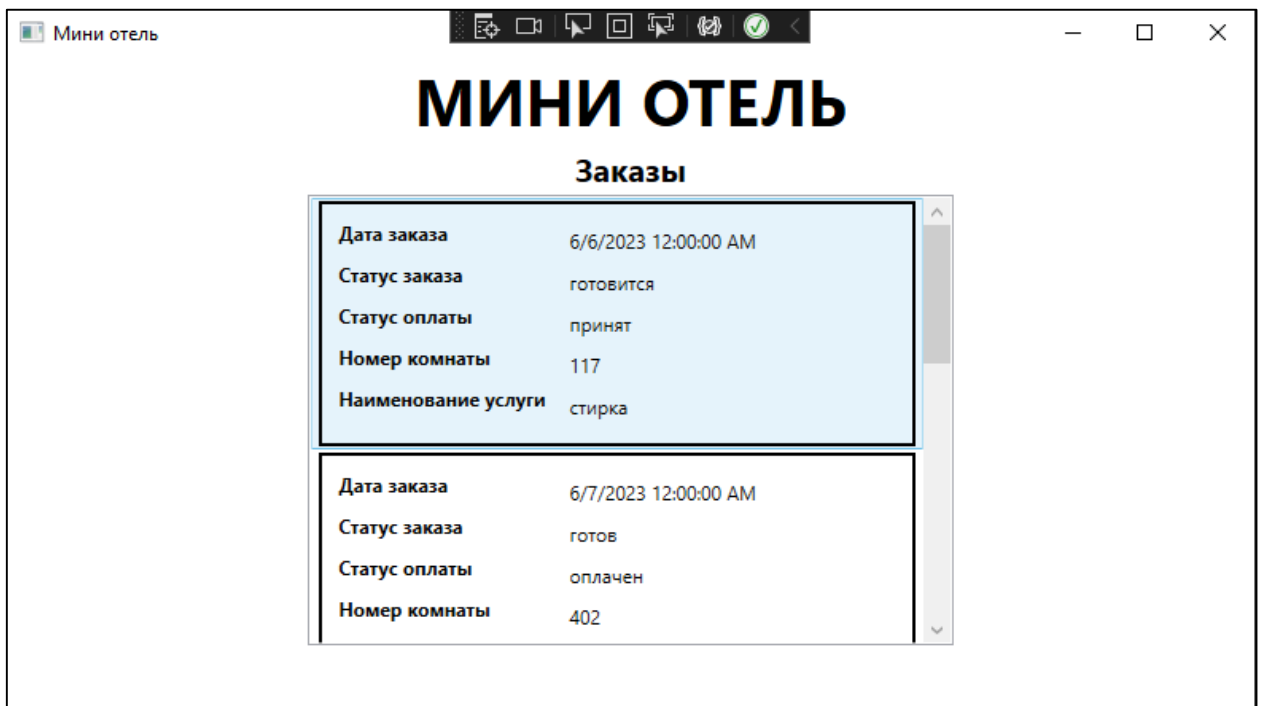 Мини отель
МИНИ ОТЕЛЬ
Заказы
Дата заказа 6/6/2023 12:00:00 AM
Статус заказа готовится
Статус оплаты принят
Номер комнаты 117
Наименование услуги стирка
Дата заказа 6/7/2023 12:00:00 AM
Статус заказа готов
Статус оплаты оплачен
Номер комнаты 402